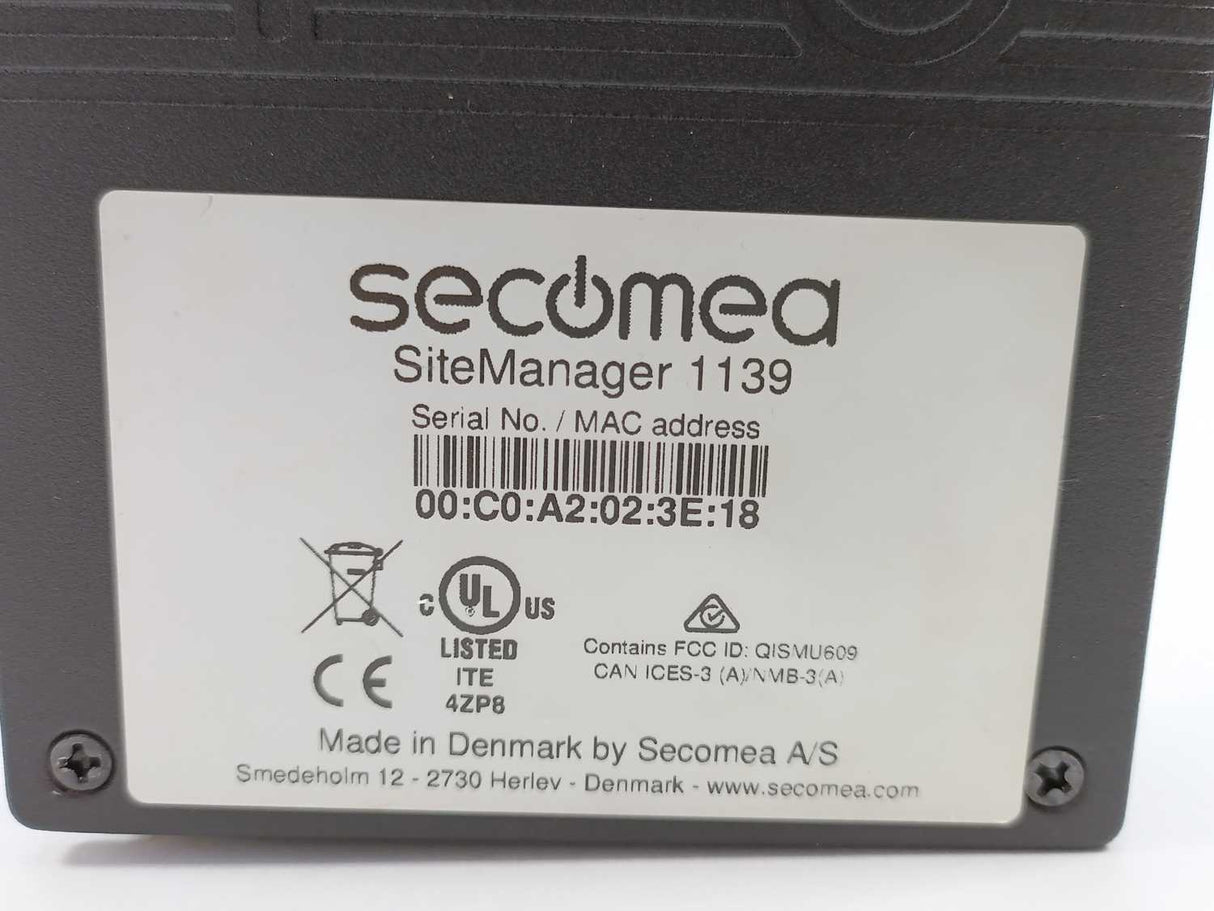 secomea
SiteManager 1139
Serial No. / MAC address
00:C0:A2:02:3E:18
C UL US
LISTED
ITE
4ZP8
CE
Contains FCC ID: QISMU609
CAN ICES-3 (A)/NMB-3(A)
Made in Denmark by Secomea A/S
Smedeholm 12 - 2730 Herlev - Denmark - www.secomea.com